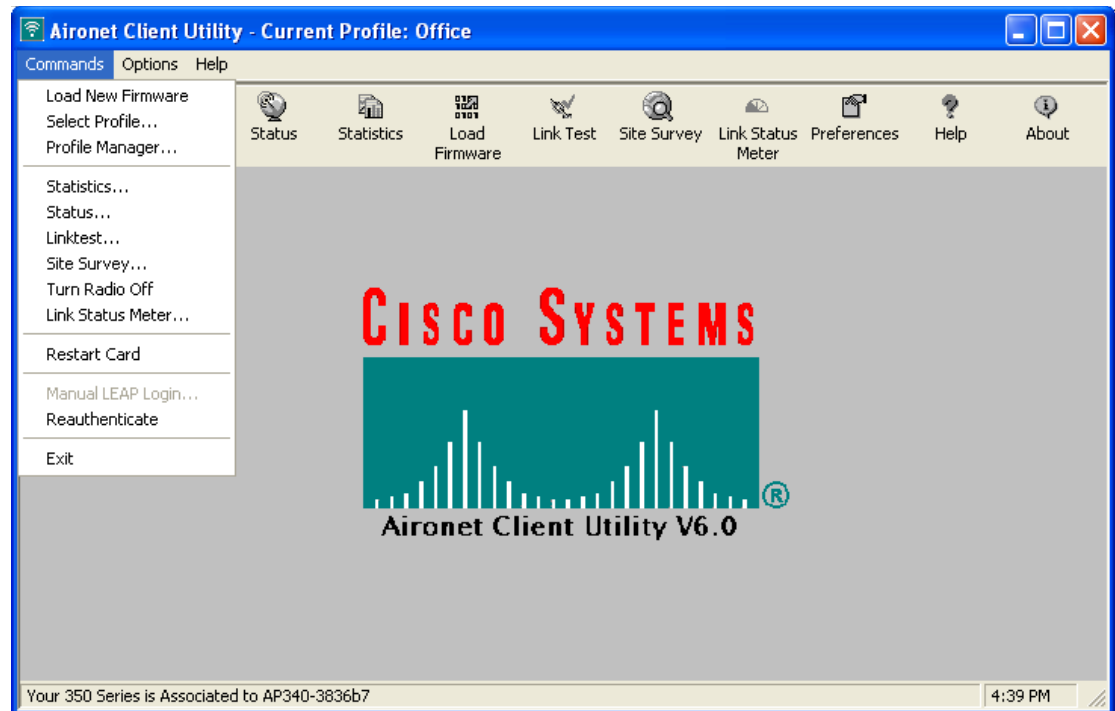 Aironet Client Utility - Current Profile: Office
Commands Options Help
Load New Firmware
Select Profile...
Profile Manager...
Statistics...
Status...
Linktest...
Site Survey...
Turn Radio Off
Link Status Meter...
Restart Card
Manual LEAP Login...
Reauthenticate
Exit
Status
Statistics
Load
Firmware
Link Test
Site Survey
Link Status
Meter
Preferences
Help
About
CISCO SYSTEMS
®
Aironet Client Utility V6.0
Your 350 Series is Associated to AP340-3836b7
4:39 PM